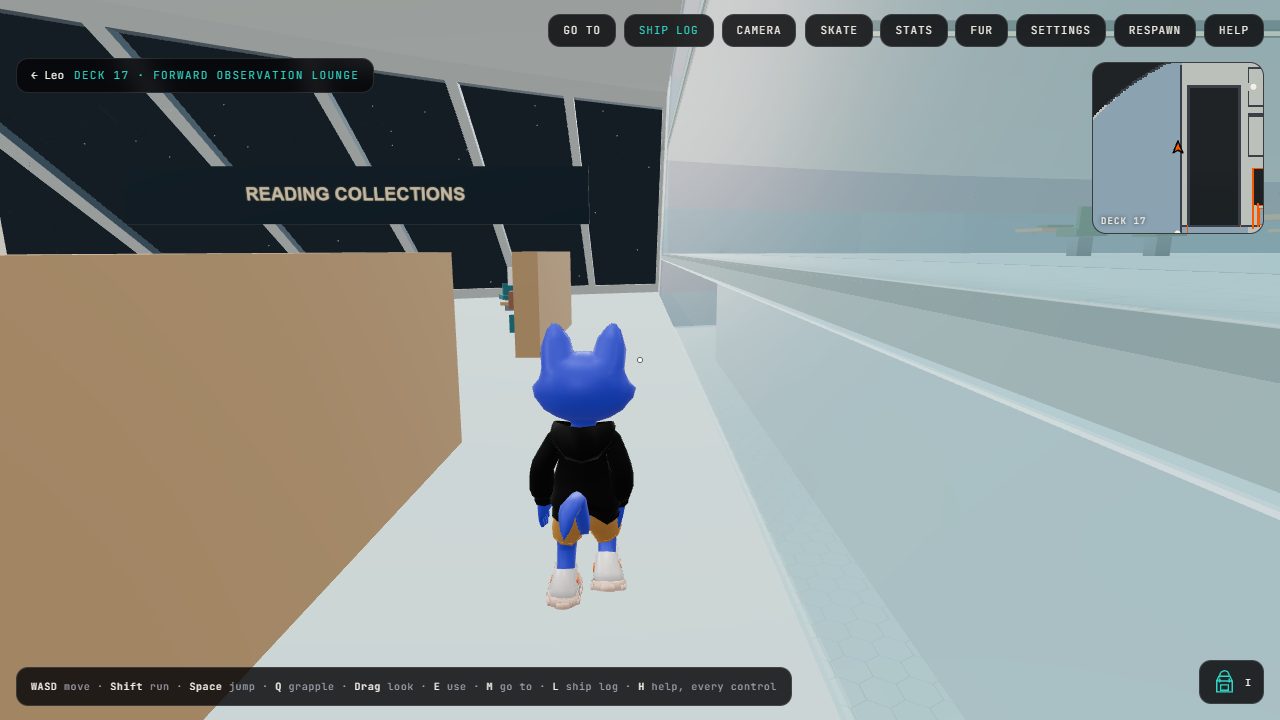 GO TO
SHIP LOG
CAMERA
SKATE
STATS
FUR
SETTINGS
RESPAWN
HELP
← Leo DECK 17 · FORWARD OBSERVATION LOUNGE
READING COLLECTIONS
DECK 17
WASD move · Shift run · Space jump · Q grapple · Drag look · E use · M go to · L ship log · H help, every control
I